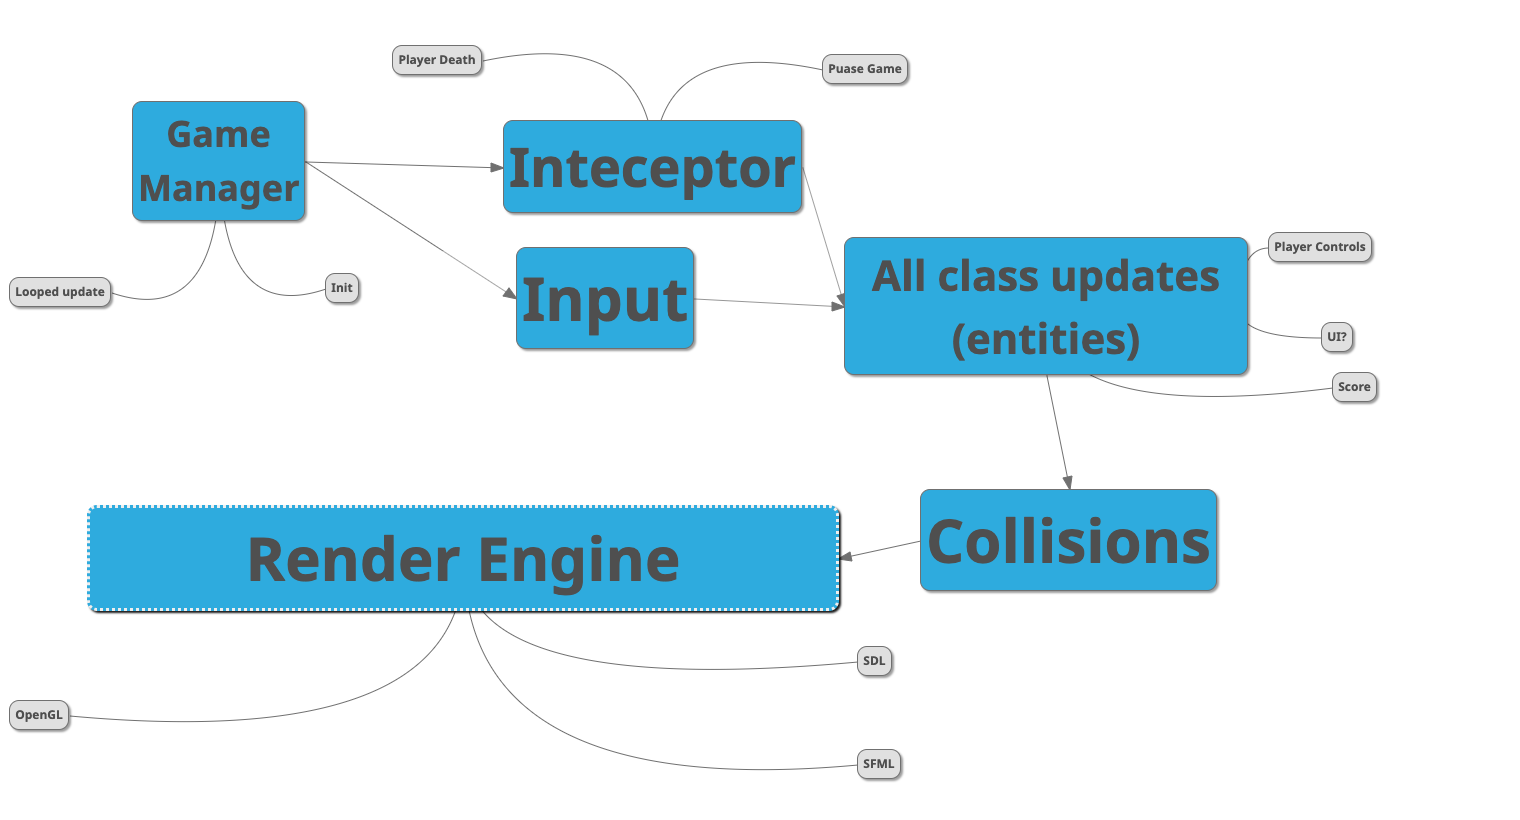 Player Death
Puase Game
Game
Manager
Inteceptor
Looped update
Init
Input
All class updates
(entities)
Player Controls
UI?
Score
Collisions
Render Engine
SDL
OpenGL
SFML